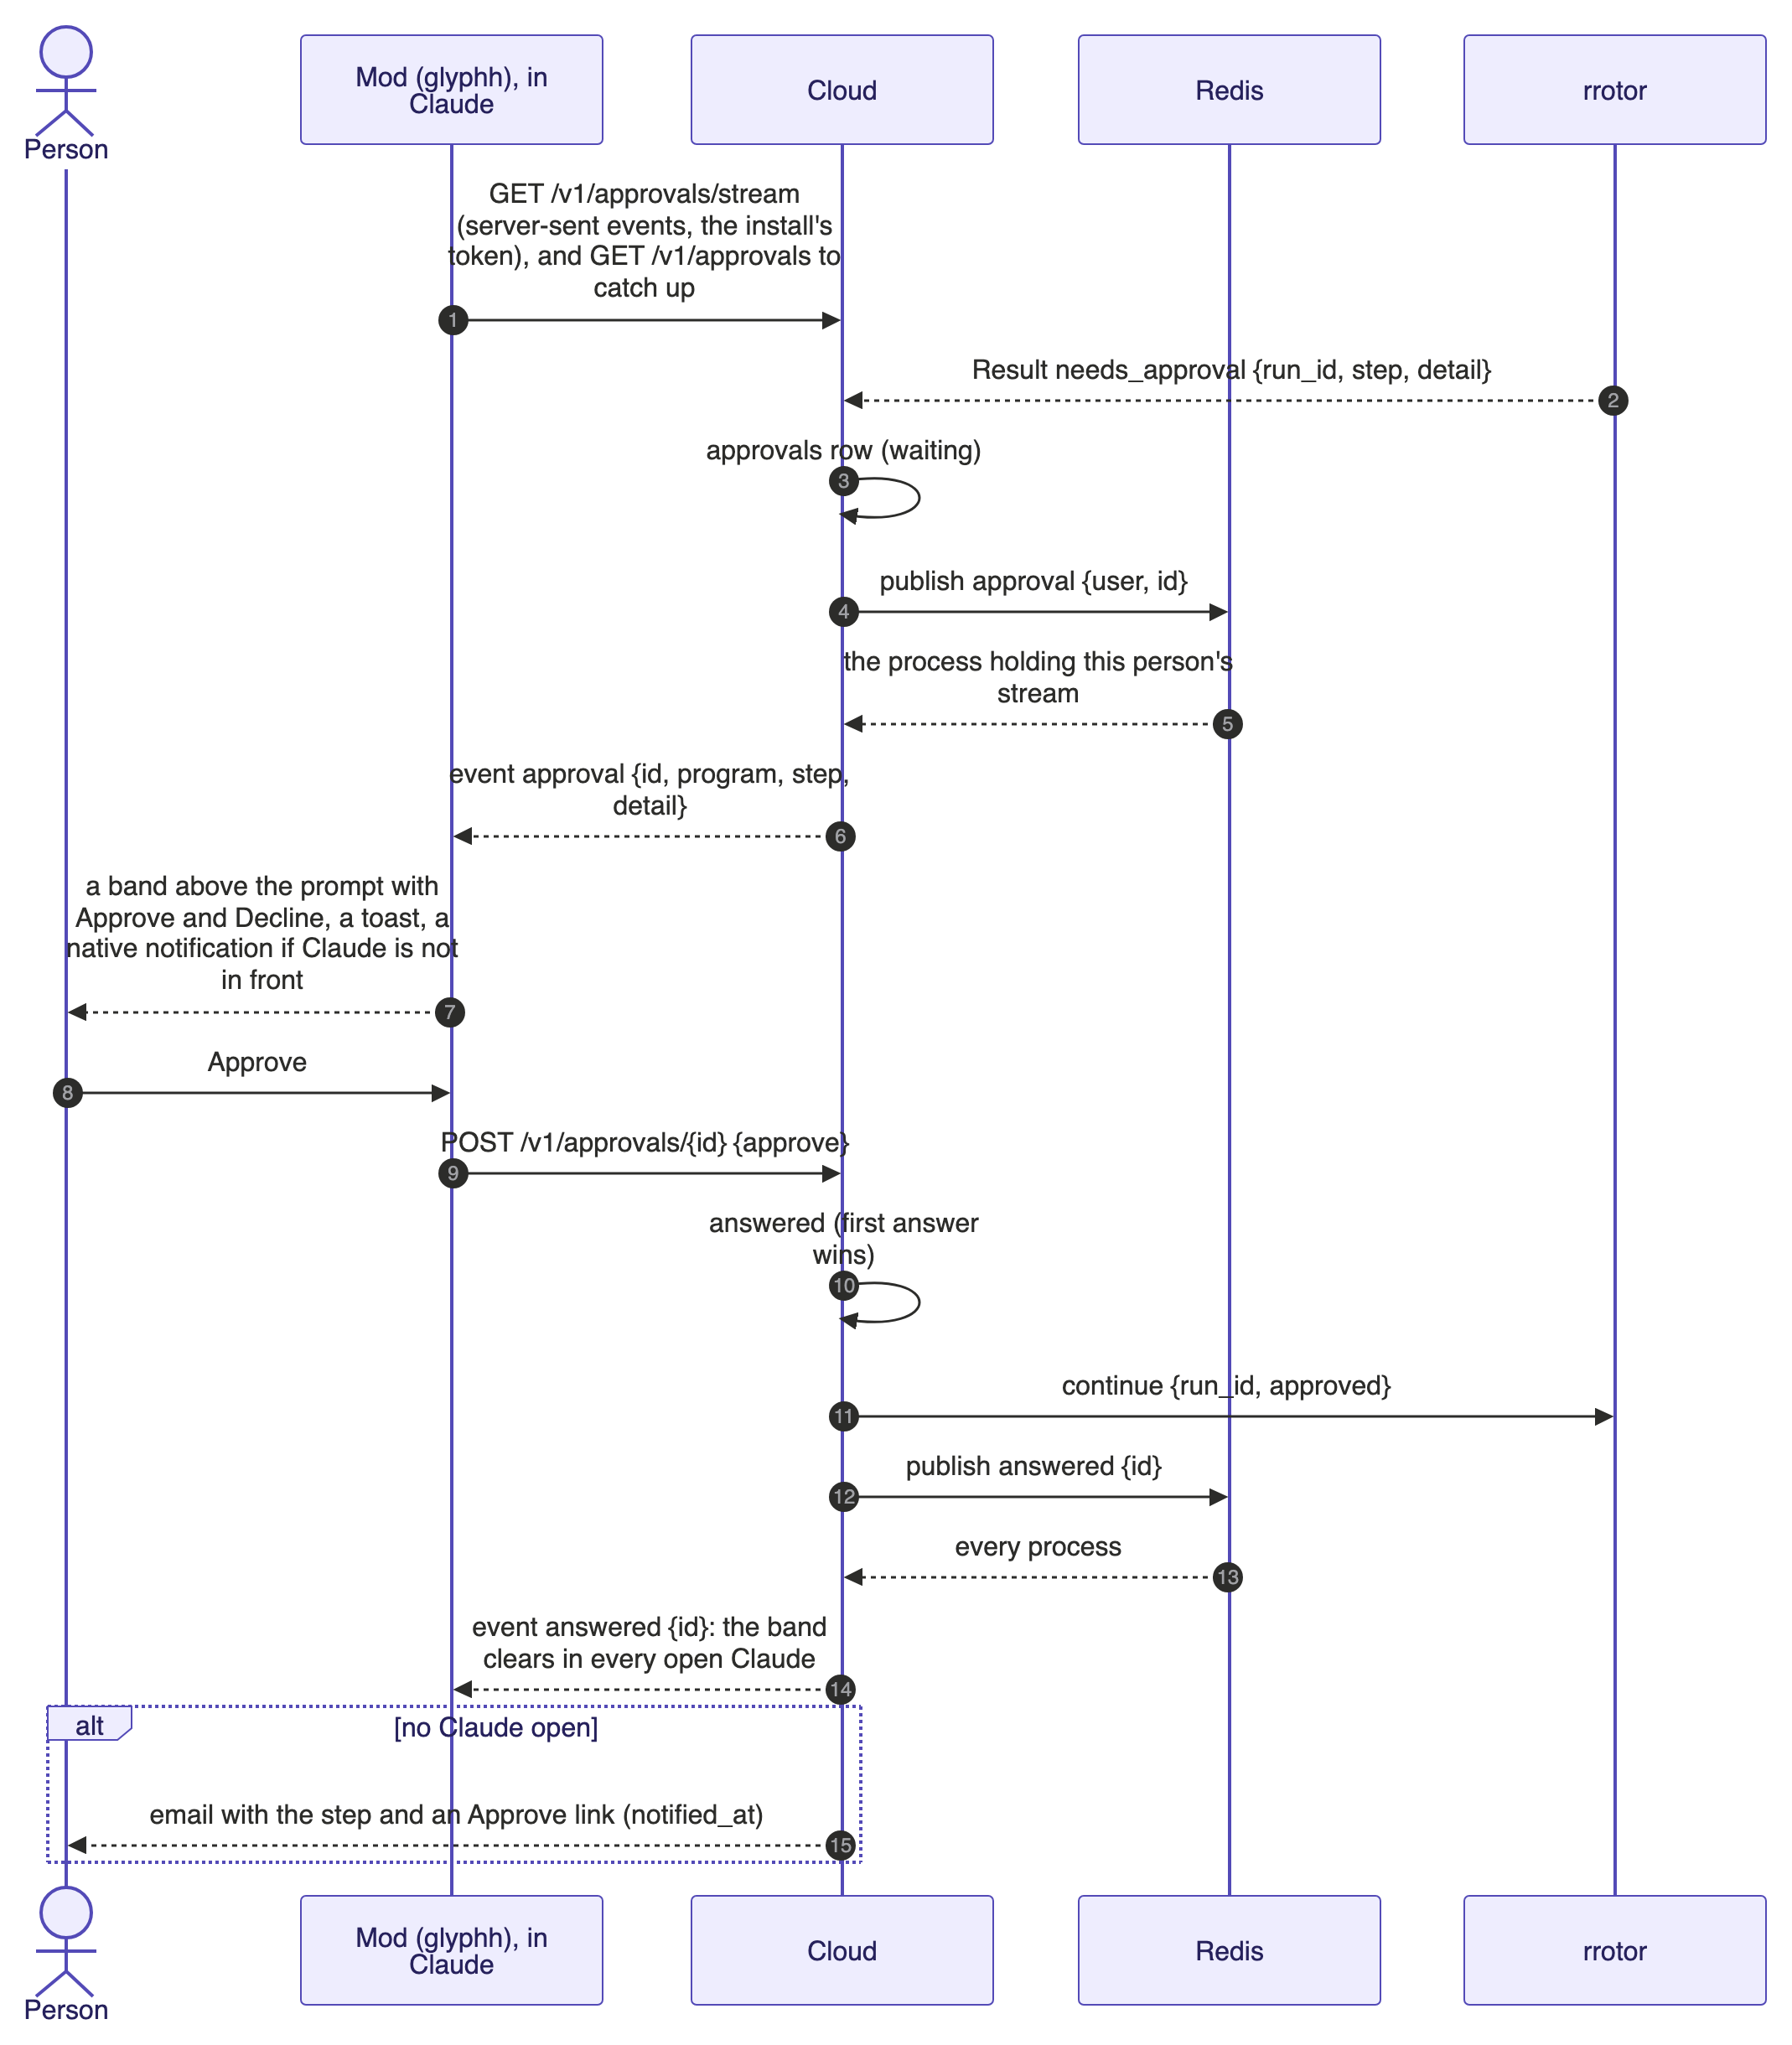 Person
Mod (glyphh), in
Claude
Cloud
Redis
rrotor
GET /v1/approvals/stream
(server-sent events, the install's
token), and GET /v1/approvals to
catch up
1
Result needs_approval {run_id, step, detail}
2
approvals row (waiting)
3
publish approval {user, id}
4
the process holding this person's
stream
5
event approval {id, program, step,
detail}
6
a band above the prompt with
Approve and Decline, a toast, a
native notification if Claude is not
in front
7
Approve
8
POST /v1/approvals/{id} {approve}
9
answered (first answer
wins)
10
continue {run_id, approved}
11
publish answered {id}
12
every process
13
event answered {id}: the band
clears in every open Claude
14
alt
[no Claude open]
email with the step and an Approve link (notified_at)
15
Person
Mod (glyphh), in
Claude
Cloud
Redis
rrotor